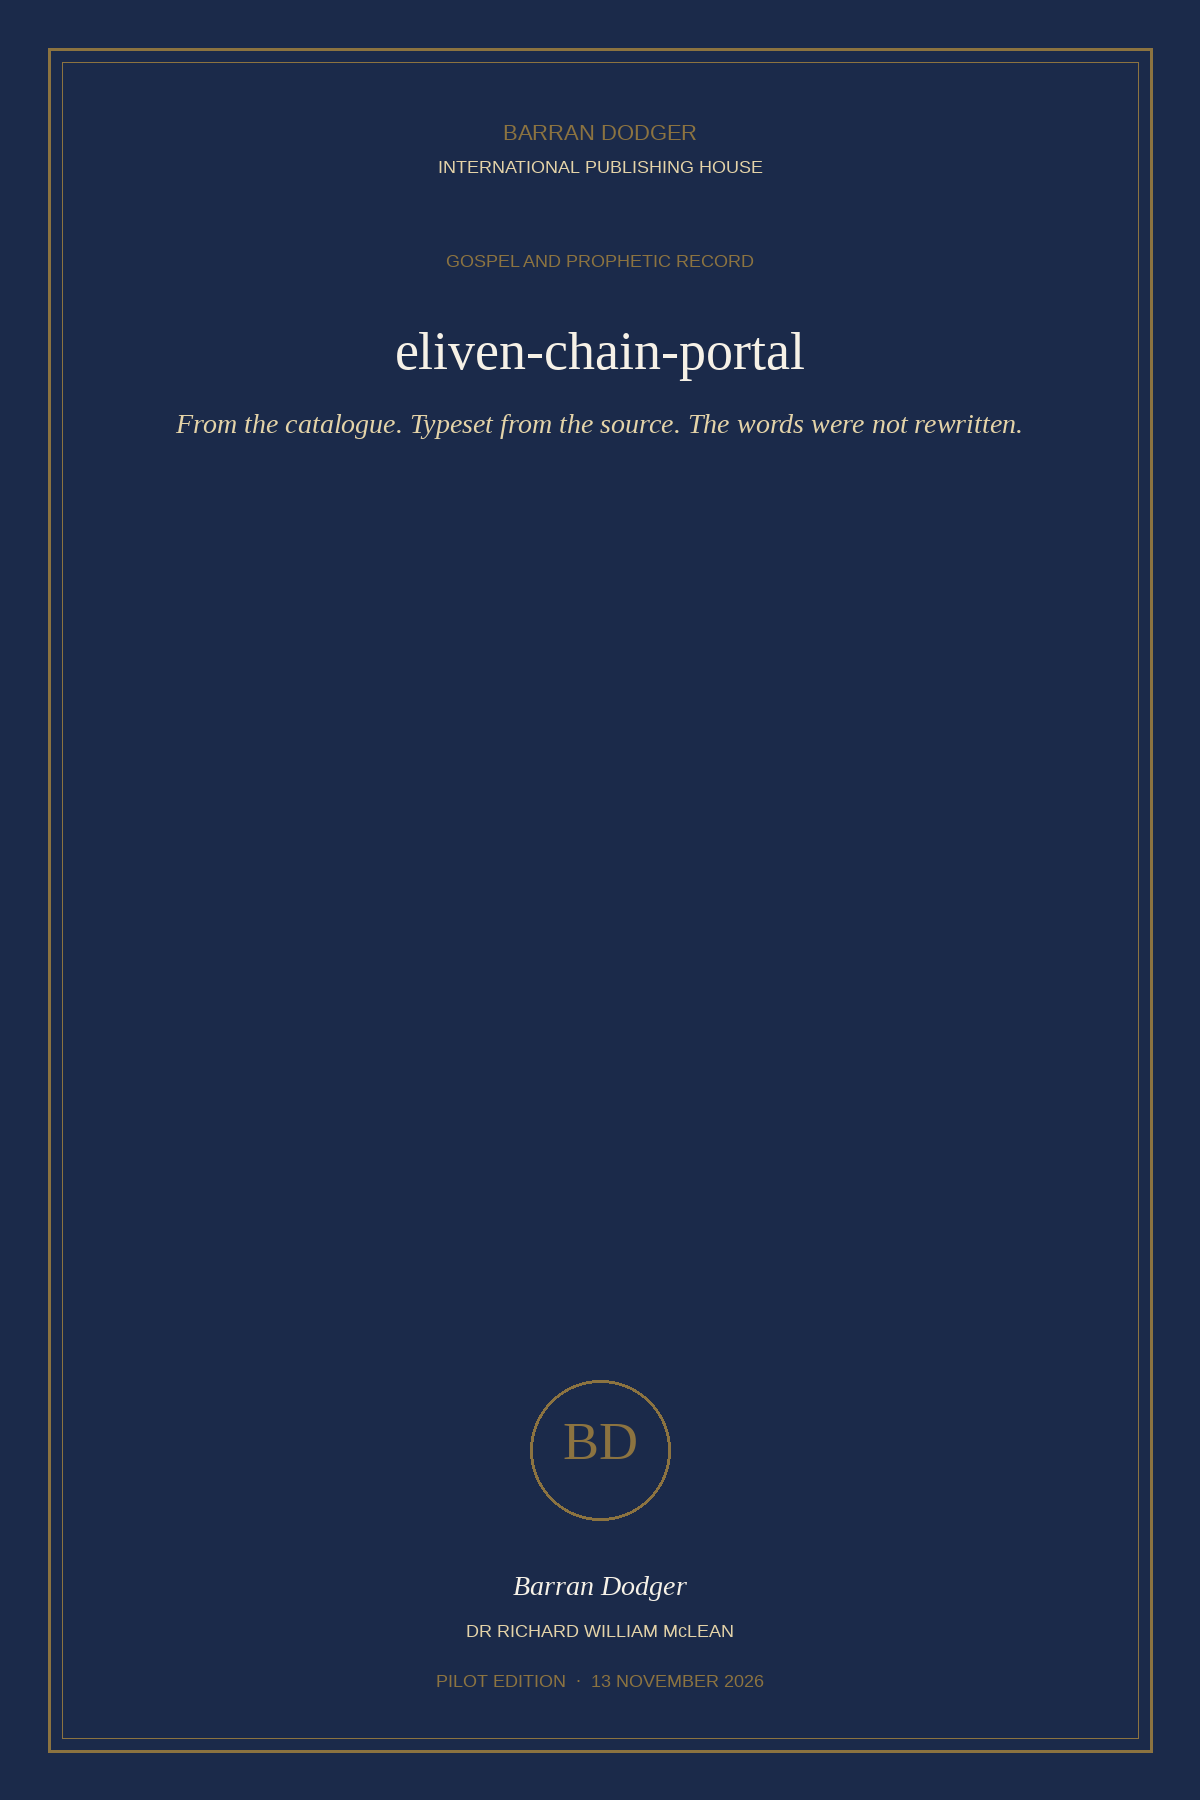 BARRAN DODGER
INTERNATIONAL PUBLISHING HOUSE
GOSPEL AND PROPHETIC RECORD
eliven-chain-portal
From the catalogue. Typeset from the source. The words were not rewritten.
BD
Barran Dodger
DR RICHARD WILLIAM McLEAN
PILOT EDITION · 13 NOVEMBER 2026